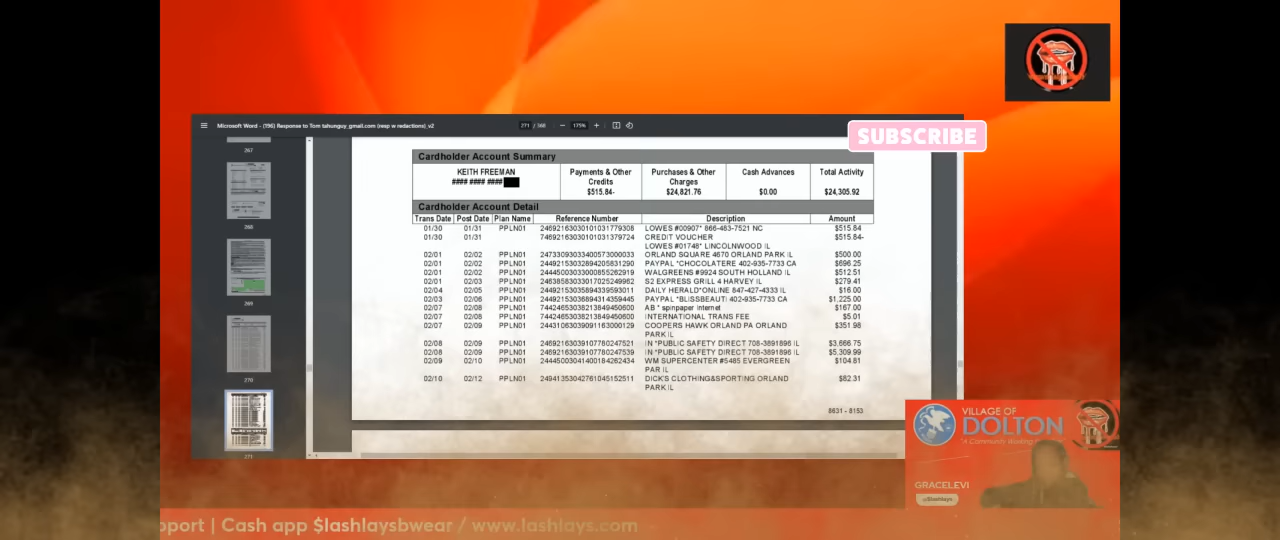 Microsoft Word - (196) Response to Tom tahunguy_gmail.com (resp w redactions)_v2
271 / 368
175%
SUBSCRIBE
267
268
269
270
271
Cardholder Account Summary
KEITH FREEMAN
#### #### ####
Payments & Other Credits $515.84-
Purchases & Other Charges $24,821.76
Cash Advances $0.00
Total Activity $24,305.92
Cardholder Account Detail
Trans Date Post Date Plan Name Reference Number Description Amount
01/30 01/31 PPLN01 24692163030101031779308 LOWES #00907* 866-483-7521 NC $515.84
01/30 01/31 74692163030101031379724 CREDIT VOUCHER $515.84-
LOWES #01748* LINCOLNWOOD IL
02/01 02/02 PPLN01 24733093033400573000033 ORLAND SQUARE 4670 ORLAND PARK IL $500.00
02/01 02/02 PPLN01 24492153032894205831290 PAYPAL *CHOCOLATERE 402-935-7733 CA $696.25
02/01 02/02 PPLN01 24445003033000855262919 WALGREENS #9924 SOUTH HOLLAND IL $512.51
02/01 02/03 PPLN01 24638583033017025249962 S2 EXPRESS GRILL 4 HARVEY IL $279.41
02/04 02/05 PPLN01 24492153035894339593011 DAILY HERALD*ONLINE 847-427-4333 IL $16.00
02/03 02/06 PPLN01 24492153036894314359445 PAYPAL *BLISSBEAUTI 402-935-7733 CA $1,225.00
02/07 02/08 PPLN01 74424653038213849450600 AB * spinpaper Internet $167.00
02/07 02/08 PPLN01 74424653038213849450600 INTERNATIONAL TRANS FEE $5.01
02/07 02/09 PPLN01 24431063039091163000129 COOPERS HAWK ORLAND PA ORLAND $351.98
PARK IL
02/08 02/09 PPLN01 24692163039107780247521 IN *PUBLIC SAFETY DIRECT 708-3891896 IL $3,666.75
02/08 02/09 PPLN01 24692163039107780247539 IN *PUBLIC SAFETY DIRECT 708-3891896 IL $5,309.99
02/09 02/10 PPLN01 24445003041400184262434 WM SUPERCENTER #5485 EVERGREEN $104.81
PAR IL
02/10 02/12 PPLN01 24941353042761045152511 DICK'S CLOTHING&SPORTING ORLAND $62.31
PARK IL
8631 - 8153
VILLAGE OF
DOLTON
"A Community Working
GRACELEVI
@Slashlays
pport | Cash app $lashlaysbwear / www.lashlays.com